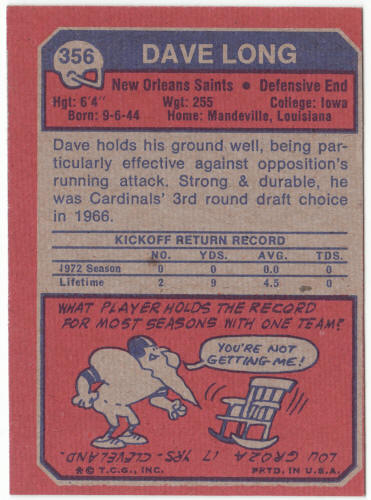 356
DAVE LONG
New Orleans Saints • Defensive End
Hgt: 6'4" Wgt: 255 College: Iowa
Born: 9-6-44 Home: Mandeville, Louisiana
Dave holds his ground well, being par-
ticularly effective against opposition's
running attack. Strong & durable, he
was Cardinals' 3rd round draft choice
in 1966.
KICKOFF RETURN RECORD
NO. YDS. AVG. TDS.
1972 Season 0 0 0.0 0
Lifetime 2 9 4.5 0
WHAT PLAYER HOLDS THE RECORD
FOR MOST SEASONS WITH ONE TEAM?
YOU'RE NOT
GETTING ME!
LOU GROZA 17 YRS- CLEVELAND
* © T.C.G., INC. PRTD. IN U.S.A.